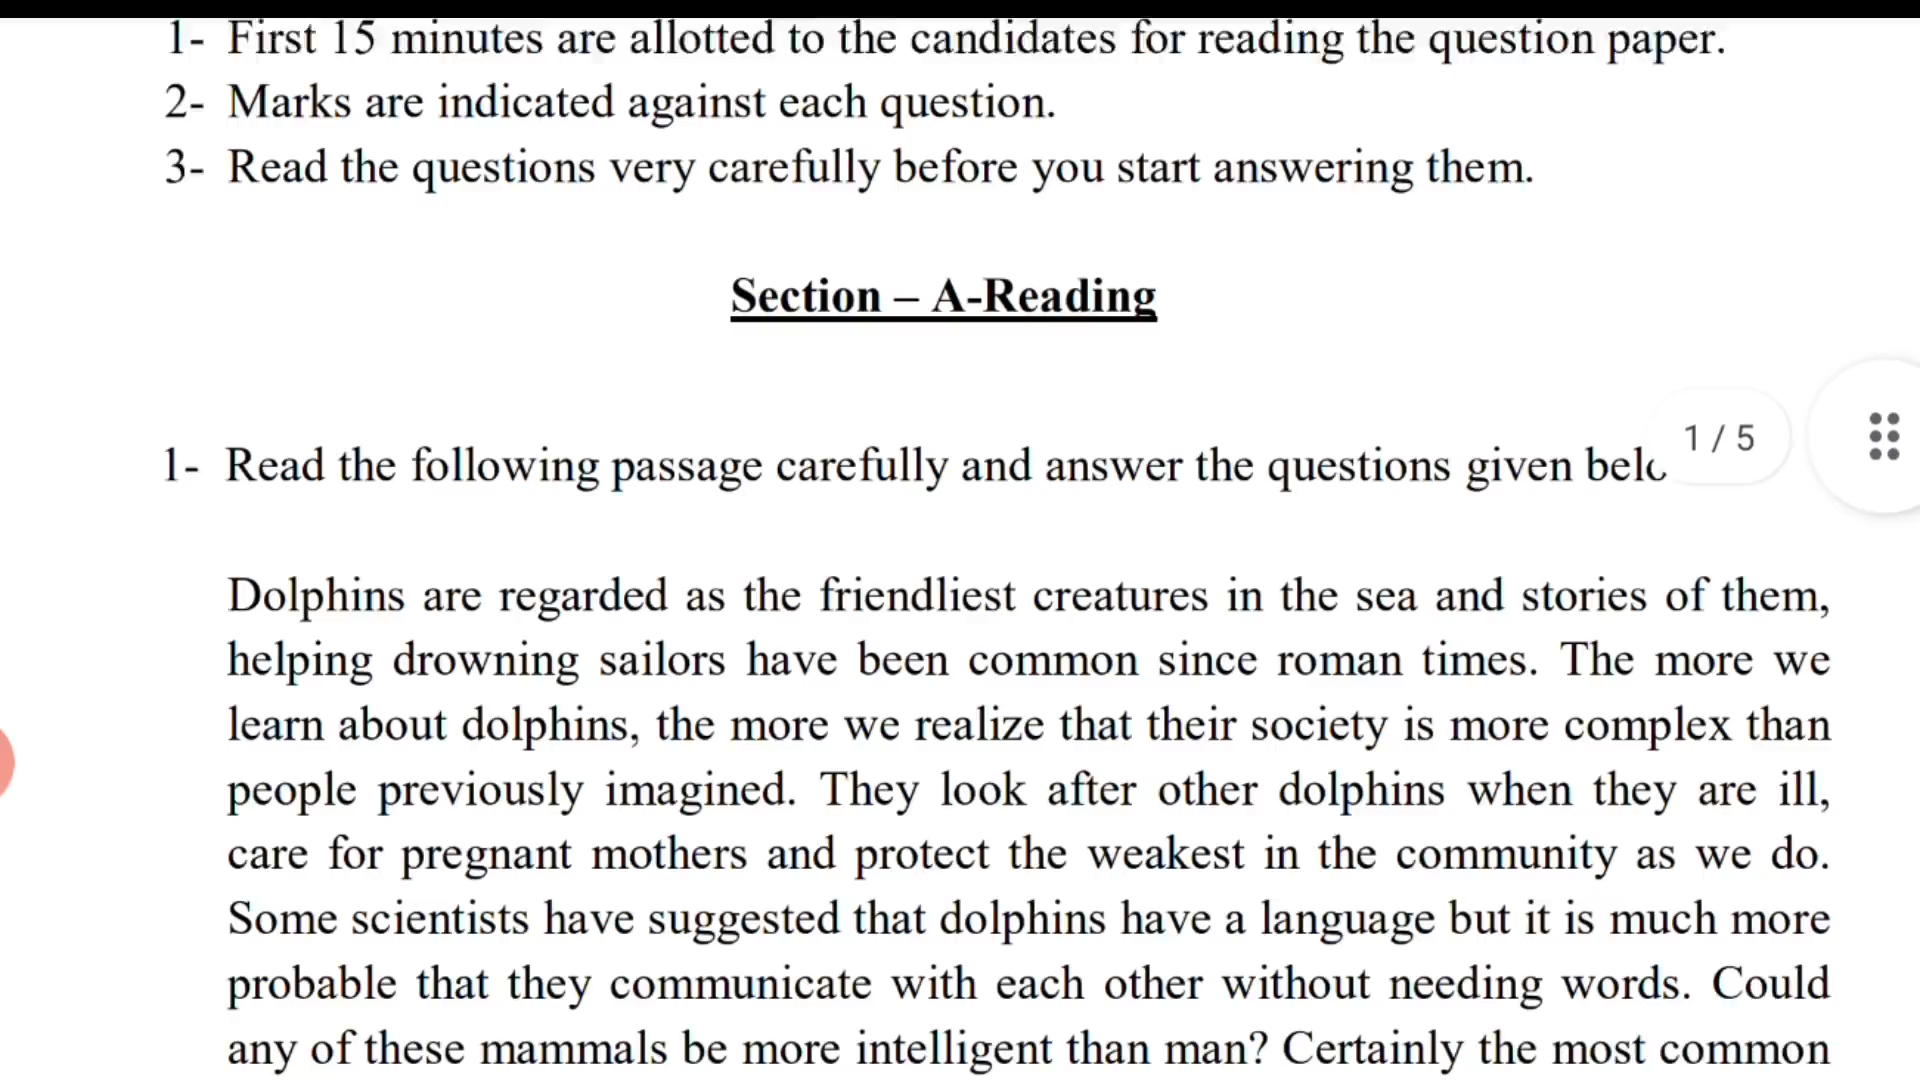 1- First 15 minutes are allotted to the candidates for reading the question paper.
2- Marks are indicated against each question.
3- Read the questions very carefully before you start answering them.
Section – A-Reading
1 / 5
1- Read the following passage carefully and answer the questions given
Dolphins are regarded as the friendliest creatures in the sea and stories of them,
helping drowning sailors have been common since roman times. The more we
learn about dolphins, the more we realize that their society is more complex than
people previously imagined. They look after other dolphins when they are ill,
care for pregnant mothers and protect the weakest in the community as we do.
Some scientists have suggested that dolphins have a language but it is much more
probable that they communicate with each other without needing words. Could
any of these mammals be more intelligent than man? Certainly the most common